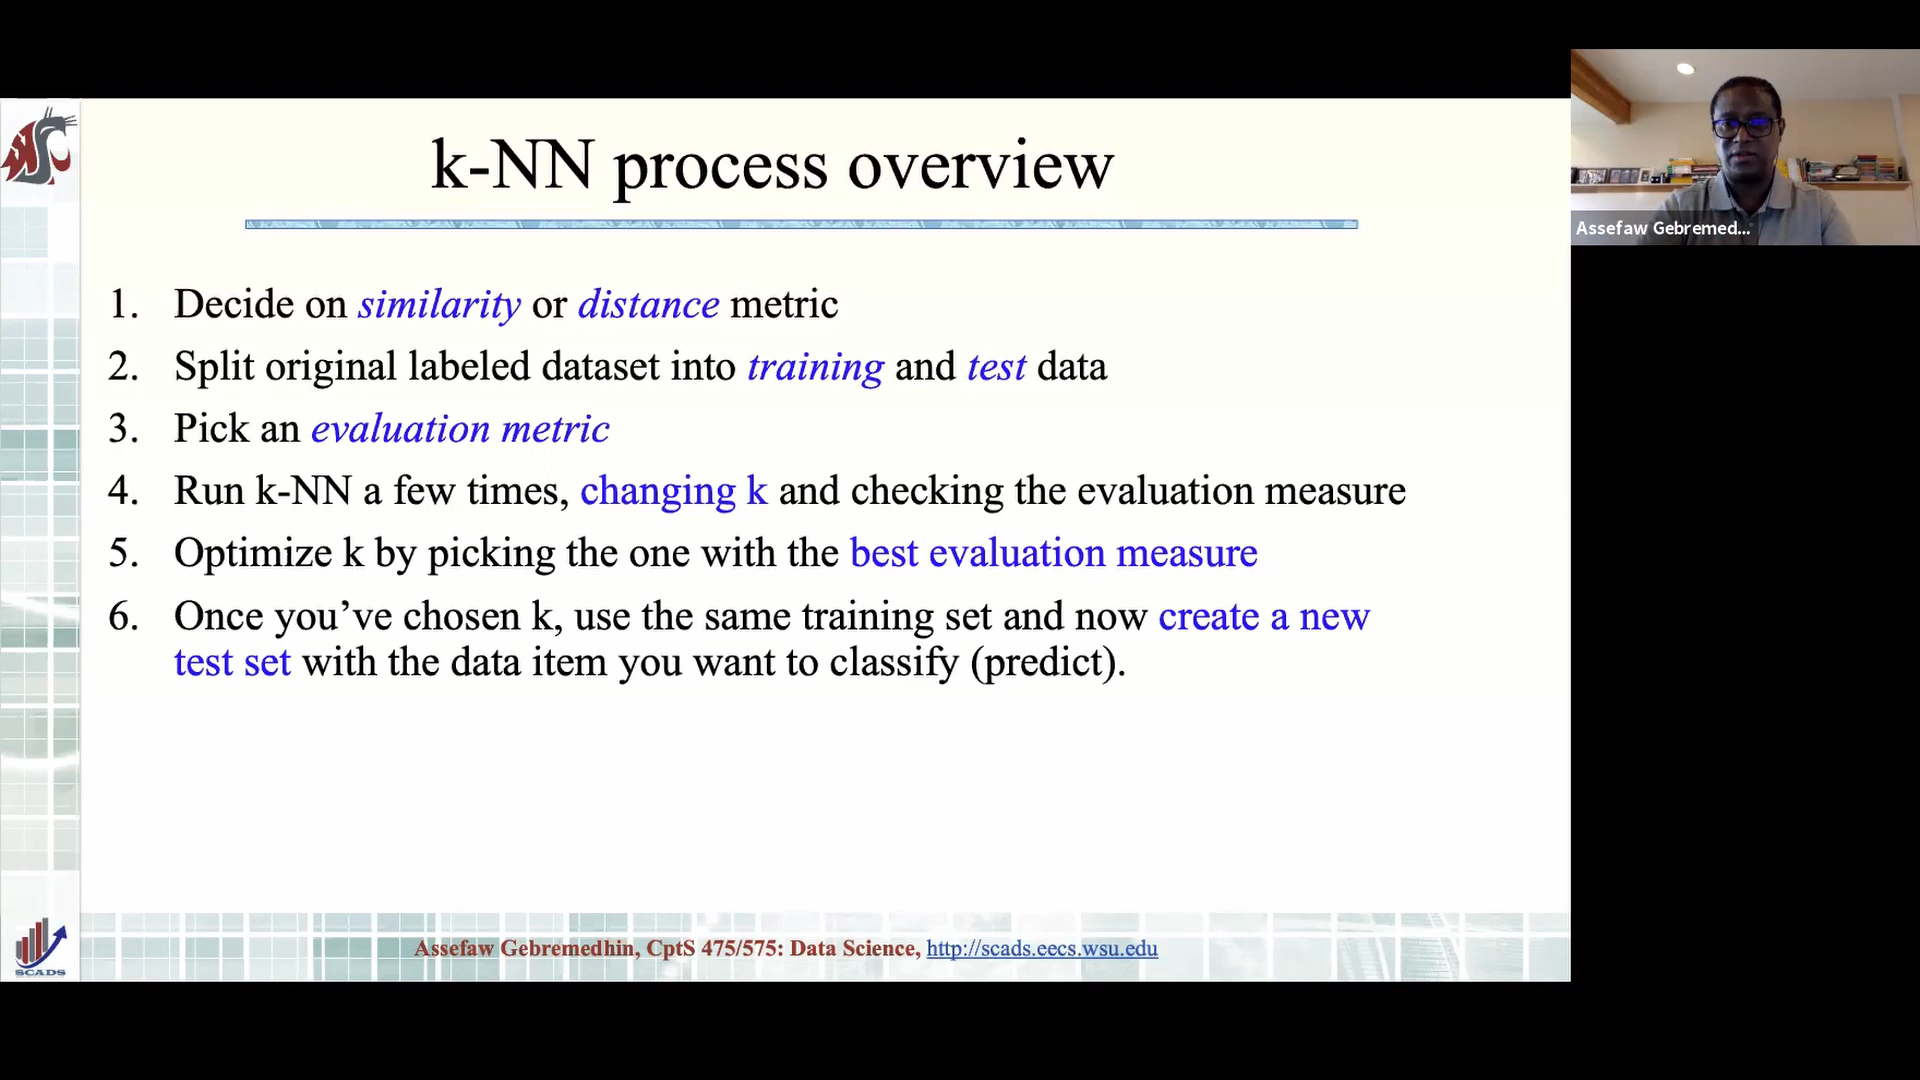 k-NN process overview
1. Decide on similarity or distance metric
2. Split original labeled dataset into training and test data
3. Pick an evaluation metric
4. Run k-NN a few times, changing k and checking the evaluation measure
5. Optimize k by picking the one with the best evaluation measure
6. Once you’ve chosen k, use the same training set and now create a new
test set with the data item you want to classify (predict).
Assefaw Gebremedhin, CptS 475/575: Data Science, http://scads.eecs.wsu.edu
SCADS
Assefaw Gebremed...